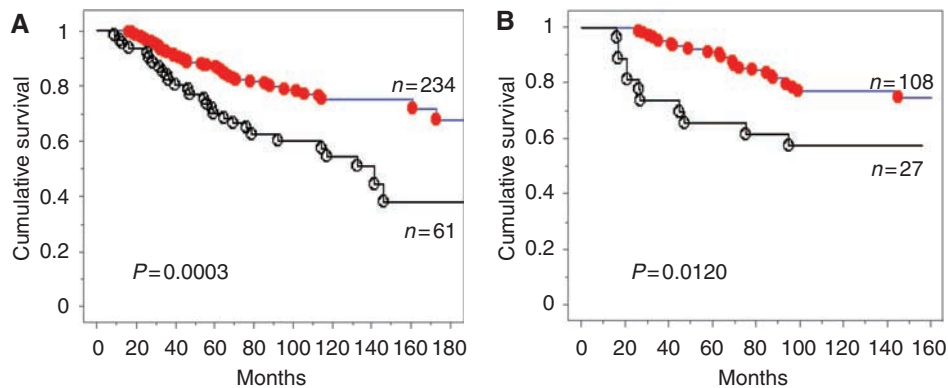 A
Cumulative survival
1
0.8
0.6
0.4
0.2
0
n=234
n=61
P=0.0003
0 20 40 60 80 100 120 140 160 180
Months
B
Cumulative survival
1
0.8
0.6
0.4
0.2
0
n=108
n=27
P=0.0120
0 20 40 60 80 100 120 140 160
Months